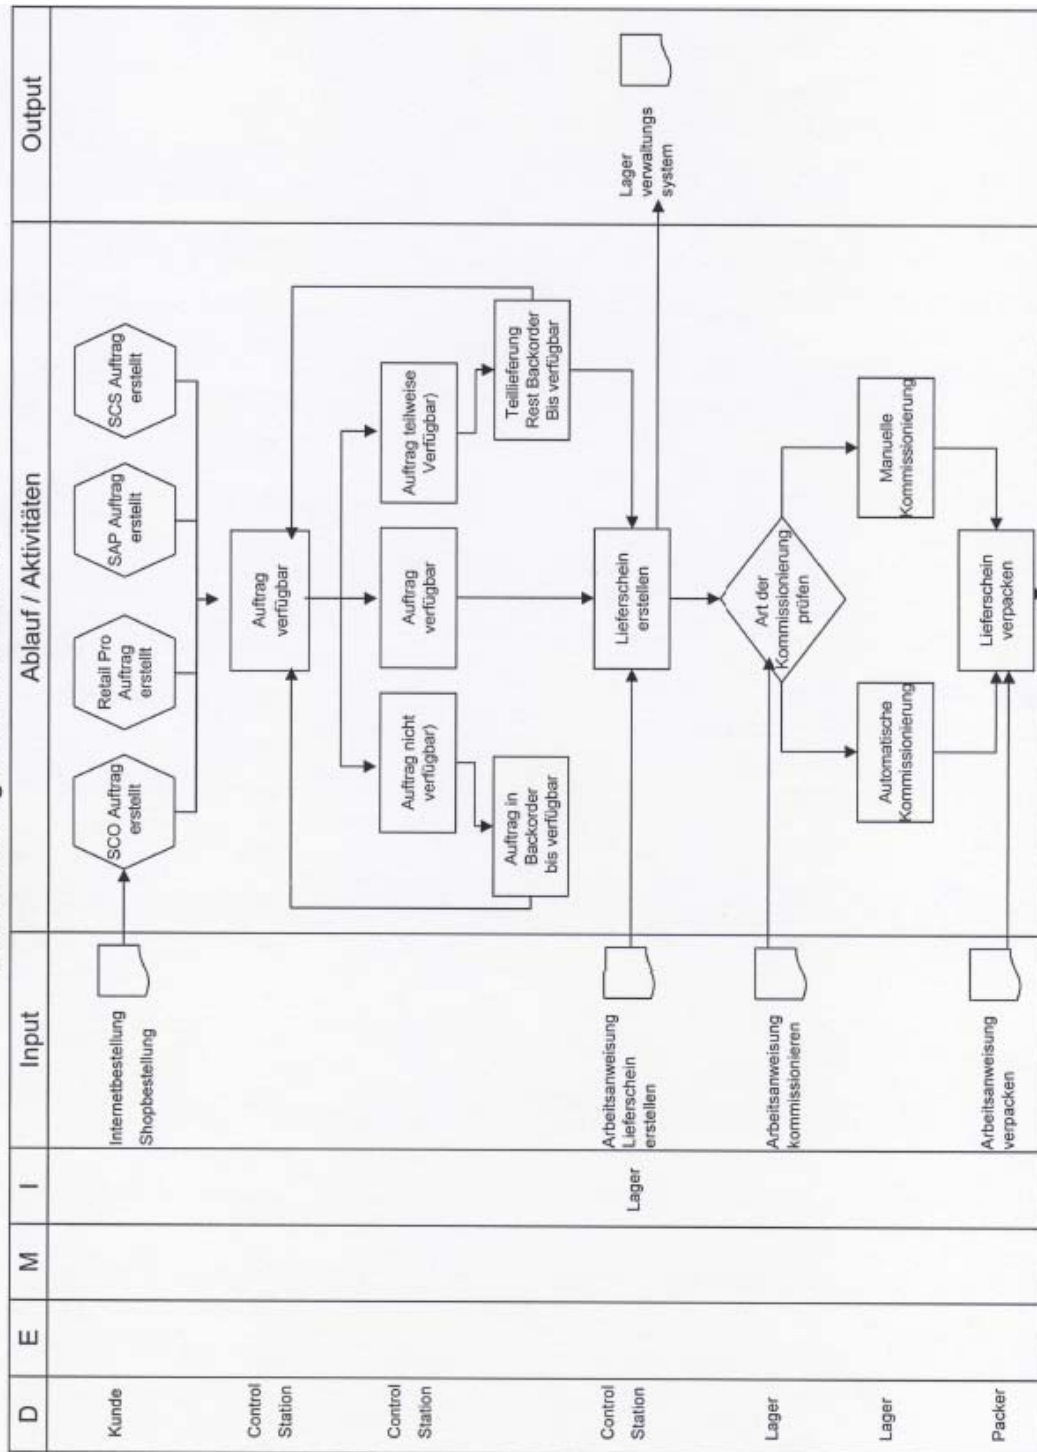 D
E
M
I
Input
Ablauf / Aktivitäten
Output
Kunde
Internetbestellung
Shopbestellung
SCO Auftrag
erstellt
Retail Pro
Auftrag
erstellt
SAP Auftrag
erstellt
SCS Auftrag
erstellt
Control
Station
Auftrag
verfügbar
Control
Station
Auftrag nicht
verfügbar)
Auftrag
verfügbar
Auftrag teilweise
Verfügbar)
Auftrag in
Backorder
bis verfügbar
Teillieferung
Rest Backorder
Bis verfügbar
Control
Station
Lager
Arbeitsanweisung
Lieferschein
erstellen
Lieferschein
erstellen
Lager
verwaltungs
system
Lager
Arbeitsanweisung
kommissionieren
Art der
Kommissionierung
prüfen
Lager
Automatische
Kommissionierung
Manuelle
Kommissionierung
Packer
Arbeitsanweisung
verpacken
Lieferschein
verpacken